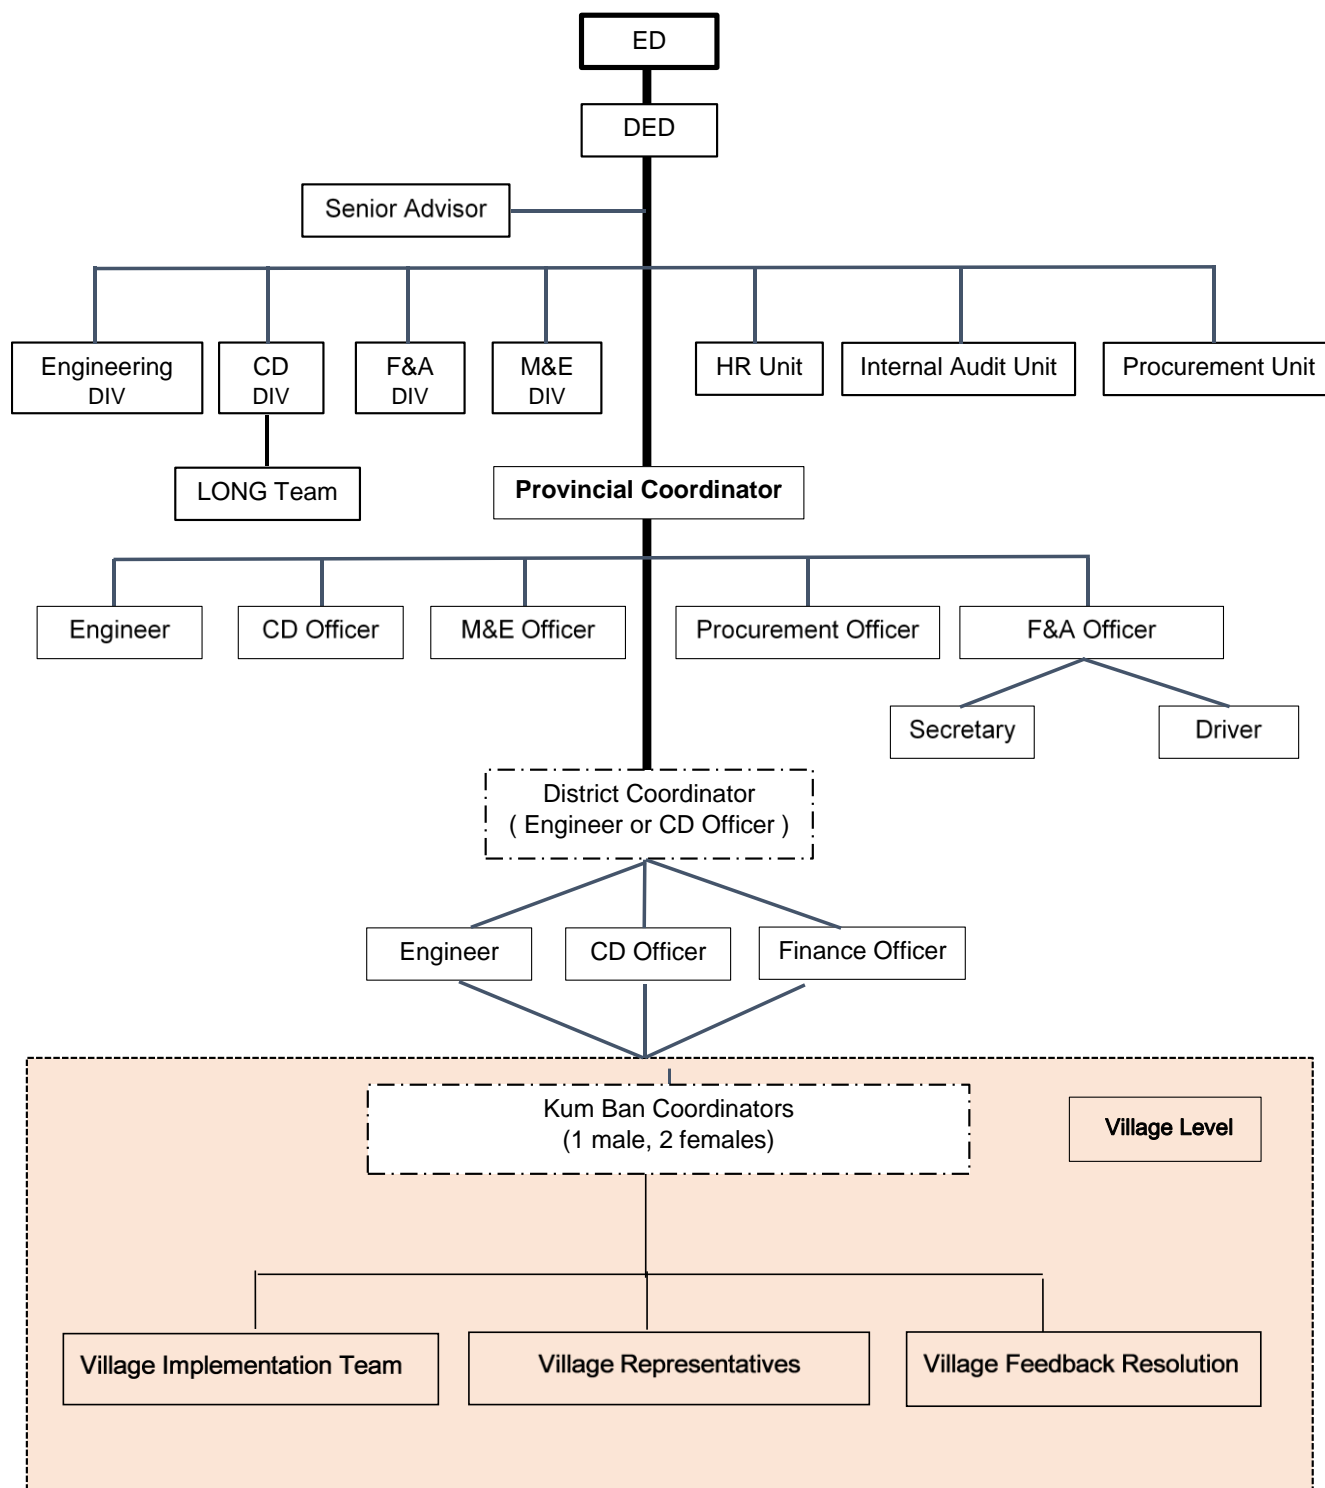 ED
DED
Senior Advisor
Engineering
DIV
CD
DIV
F&A
DIV
M&E
DIV
HR Unit
Internal Audit Unit
Procurement Unit
LONG Team
Provincial Coordinator
Engineer
CD Officer
M&E Officer
Procurement Officer
F&A Officer
Secretary
Driver
District Coordinator
( Engineer or CD Officer )
Engineer
CD Officer
Finance Officer
Kum Ban Coordinators
(1 male, 2 females)
Village Level
Village Implementation Team
Village Representatives
Village Feedback Resolution